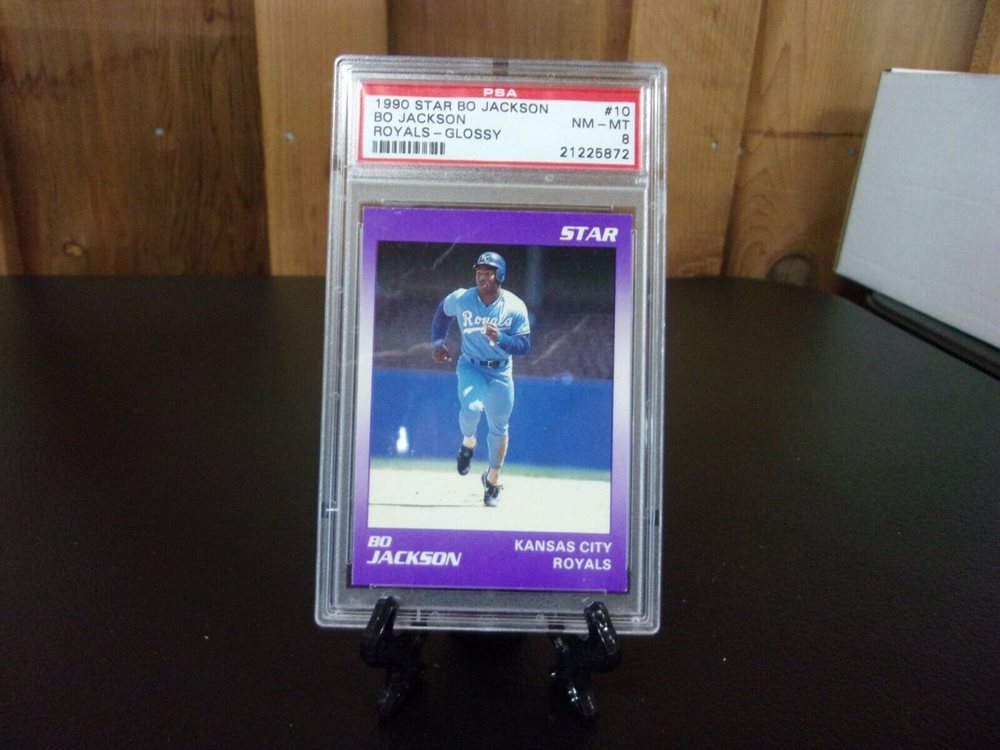 PSA
1990 STAR BO JACKSON #10
BO JACKSON NM-MT
ROYALS-GLOSSY 8
21225872
STAR
KC
Royals
BO
JACKSON
KANSAS CITY
ROYALS